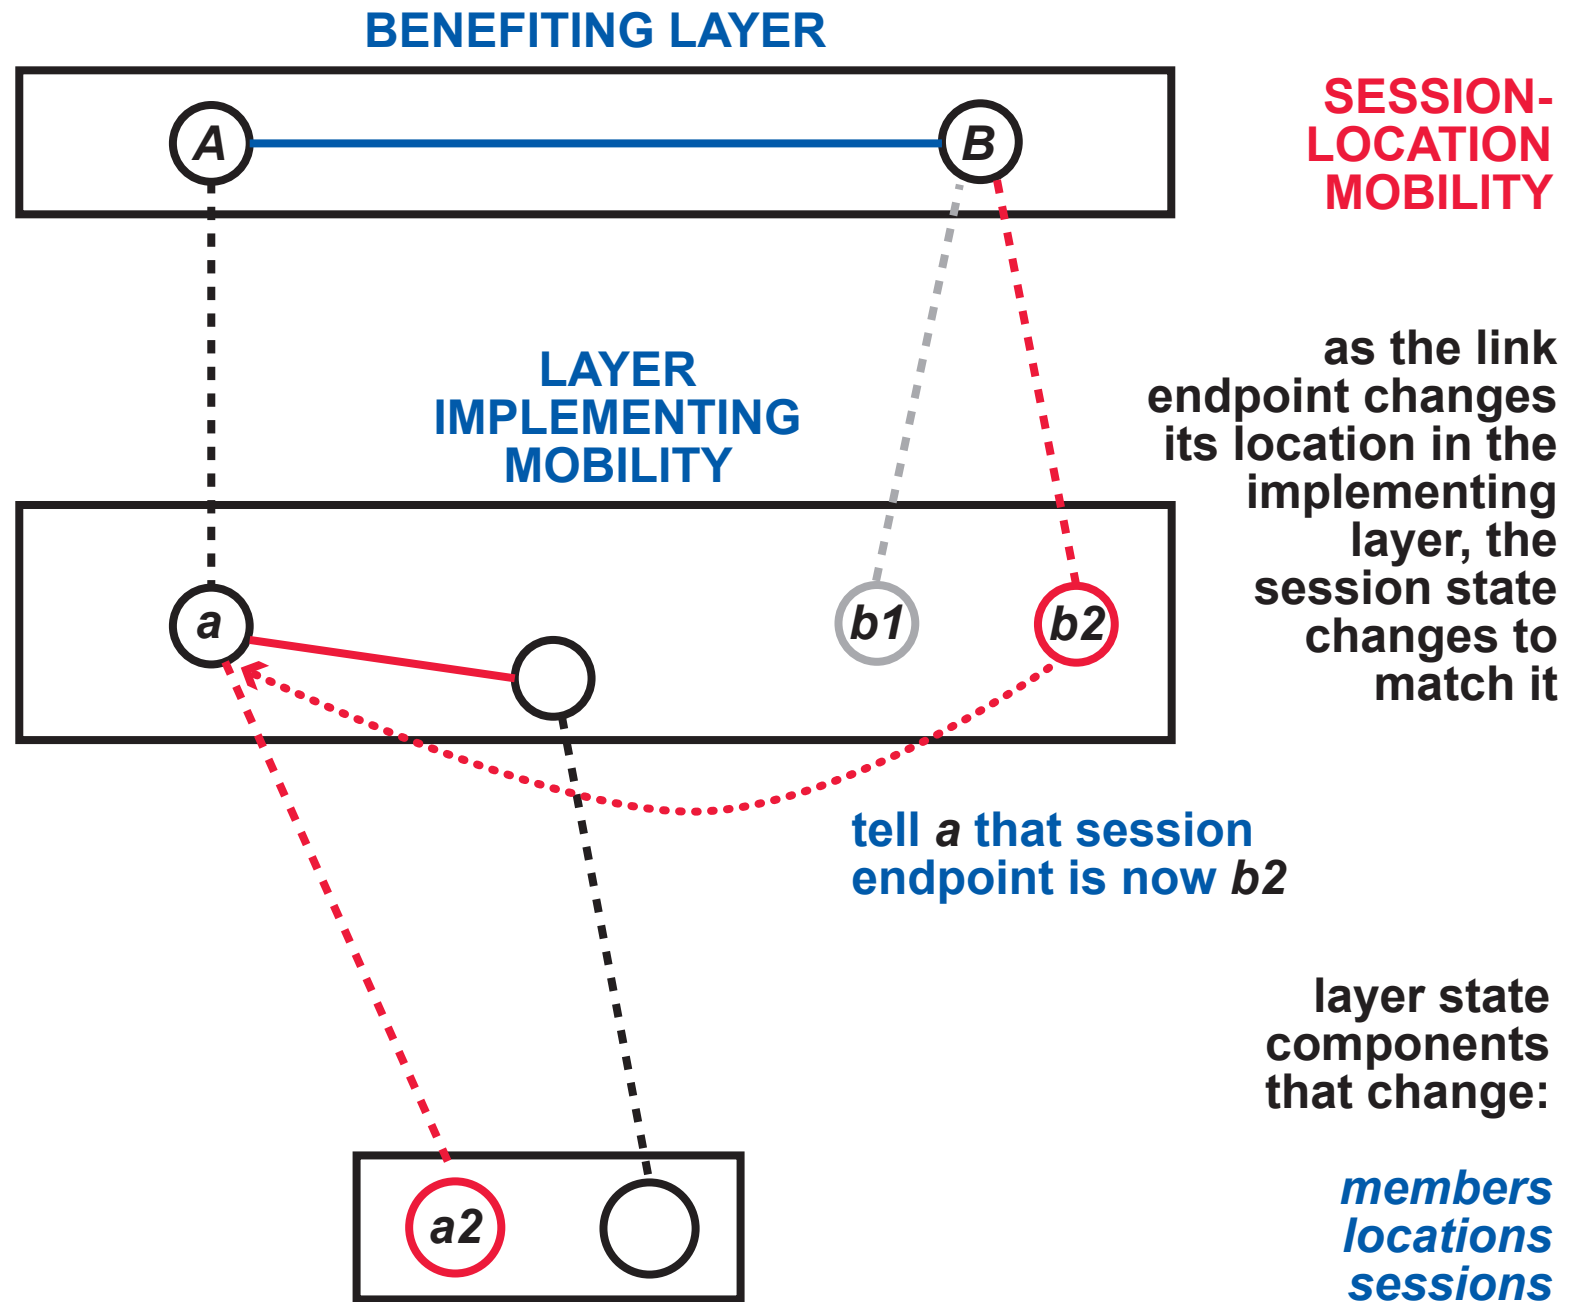 BENEFITING LAYER
A
B
SESSION-
LOCATION
MOBILITY
LAYER
IMPLEMENTING
MOBILITY
as the link
endpoint changes
its location in the
implementing
layer, the
session state
changes to
match it
a
b1
b2
tell a that session
endpoint is now b2
layer state
components
that change:
members
locations
sessions
a2